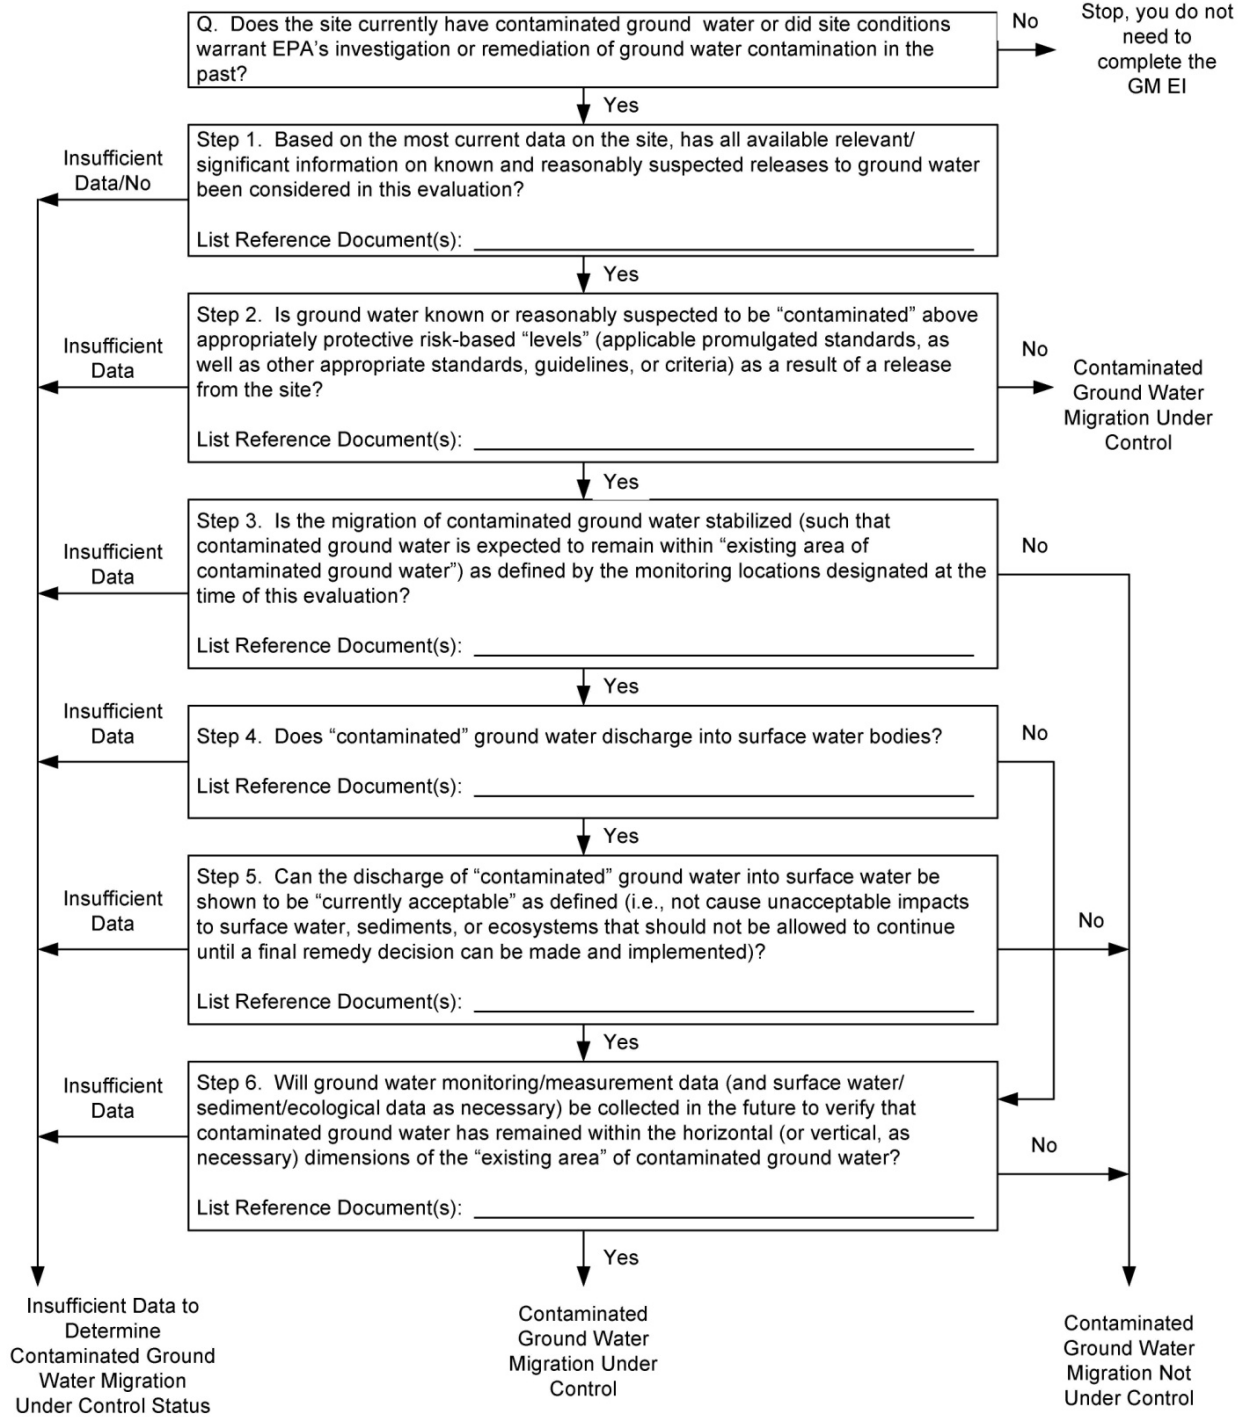 Q. Does the site currently have contaminated ground water or did site conditions
warrant EPA's investigation or remediation of ground water contamination in the
past?
No
Stop, you do not
need to
complete the
GM EI
Yes
Insufficient
Data/No
Step 1. Based on the most current data on the site, has all available relevant/
significant information on known and reasonably suspected releases to ground water
been considered in this evaluation?
List Reference Document(s):
Yes
Insufficient
Data
Step 2. Is ground water known or reasonably suspected to be “contaminated” above
appropriately protective risk-based “levels” (applicable promulgated standards, as
well as other appropriate standards, guidelines, or criteria) as a result of a release
from the site?
List Reference Document(s):
No
Contaminated
Ground Water
Migration Under
Control
Yes
Insufficient
Data
Step 3. Is the migration of contaminated ground water stabilized (such that
contaminated ground water is expected to remain within “existing area of
contaminated ground water”) as defined by the monitoring locations designated at the
time of this evaluation?
List Reference Document(s):
No
Yes
Insufficient
Data
Step 4. Does “contaminated” ground water discharge into surface water bodies?
List Reference Document(s):
No
Yes
Insufficient
Data
Step 5. Can the discharge of “contaminated” ground water into surface water be
shown to be “currently acceptable” as defined (i.e., not cause unacceptable impacts
to surface water, sediments, or ecosystems that should not be allowed to continue
until a final remedy decision can be made and implemented)?
List Reference Document(s):
No
Yes
Insufficient
Data
Step 6. Will ground water monitoring/measurement data (and surface water/
sediment/ecological data as necessary) be collected in the future to verify that
contaminated ground water has remained within the horizontal (or vertical, as
necessary) dimensions of the “existing area” of contaminated ground water?
List Reference Document(s):
No
Yes
Insufficient Data to
Determine
Contaminated Ground
Water Migration
Under Control Status
Contaminated
Ground Water
Migration Under
Control
Contaminated
Ground Water
Migration Not
Under Control